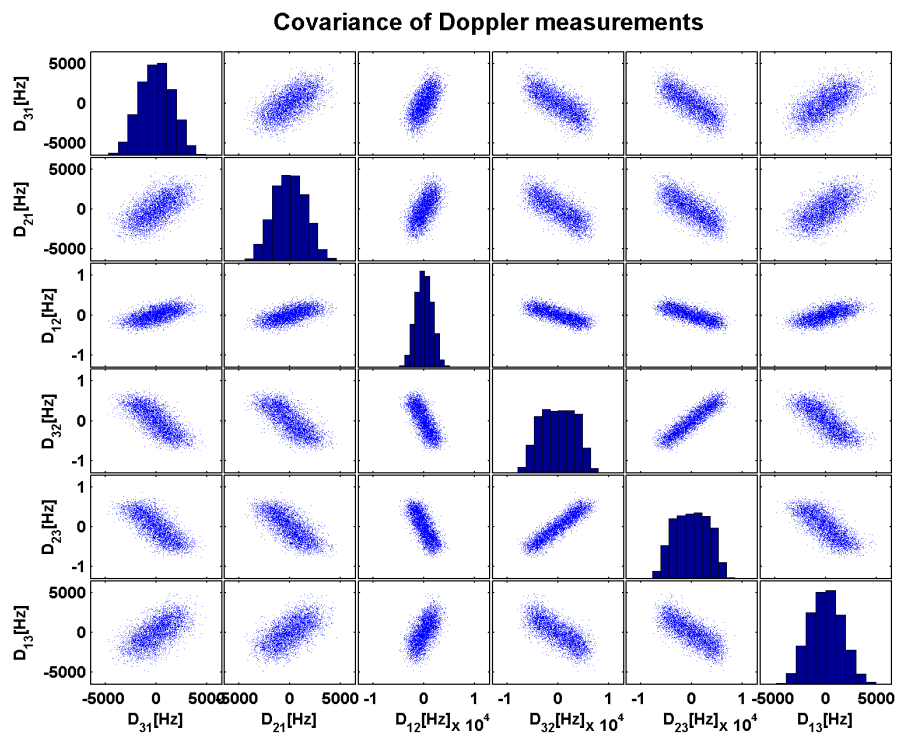 Covariance of Doppler measurements
D31[Hz]
5000
0
-5000
D21[Hz]
5000
0
-5000
D12[Hz]
1
0
-1
D32[Hz]
1
0
-1
D23[Hz]
1
0
-1
D13[Hz]
5000
0
-5000
-5000 0 5000 0 5000 -1 0 1 -1 0 1 -1 0 1 -5000 0 5000
D31[Hz] D21[Hz] D12[Hz] X 10^4 D32[Hz] X 10^4 D23[Hz] X 10^4 D13[Hz]